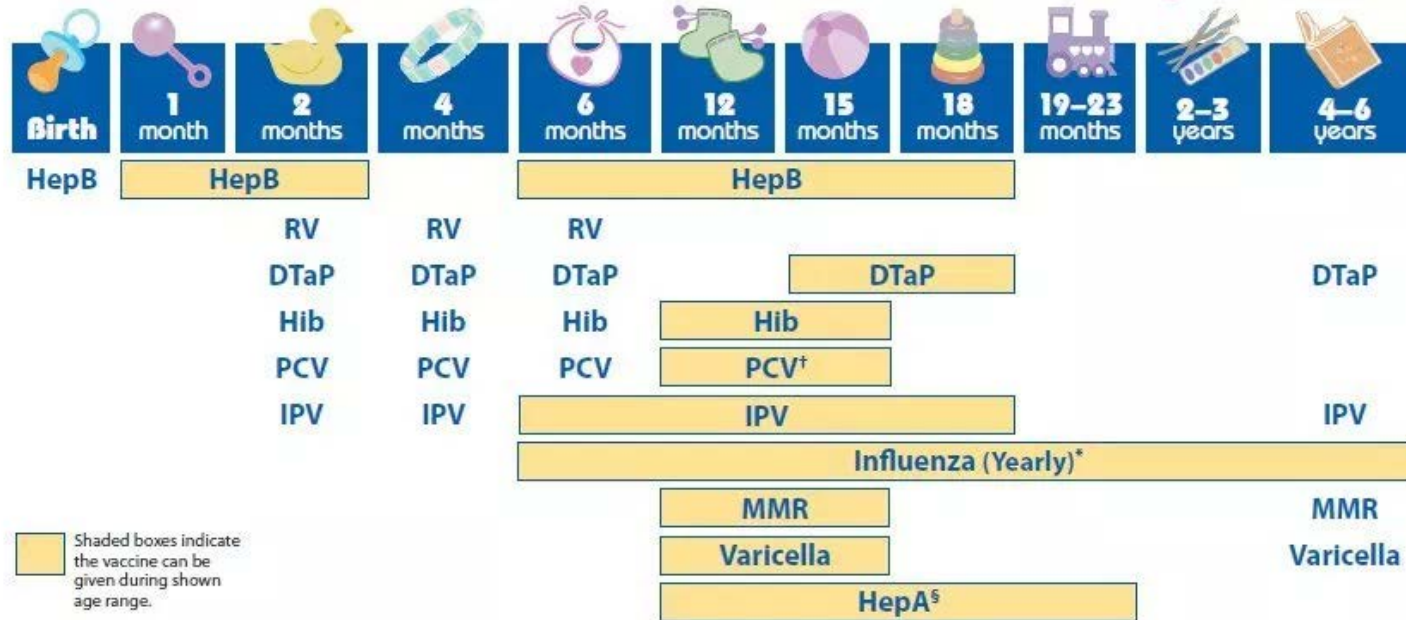 Birth
1 month
2 months
4 months
6 months
12 months
15 months
18 months
19–23 months
2–3 years
4–6 years
HepB HepB HepB
RV RV RV
DTaP DTaP DTaP DTaP DTaP
Hib Hib Hib Hib
PCV PCV PCV PCV†
IPV IPV IPV IPV
Influenza (Yearly)*
MMR MMR
Varicella Varicella
HepA§
Shaded boxes indicate
the vaccine can be
given during shown
age range.